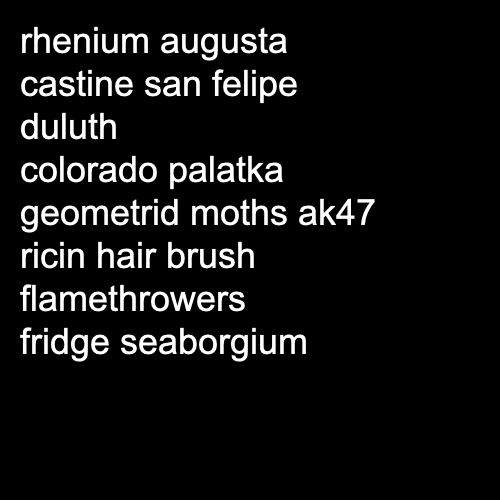 rhenium augusta
castine san felipe
duluth
colorado palatka
geometrid moths ak47
ricin hair brush
flamethrowers
fridge seaborgium